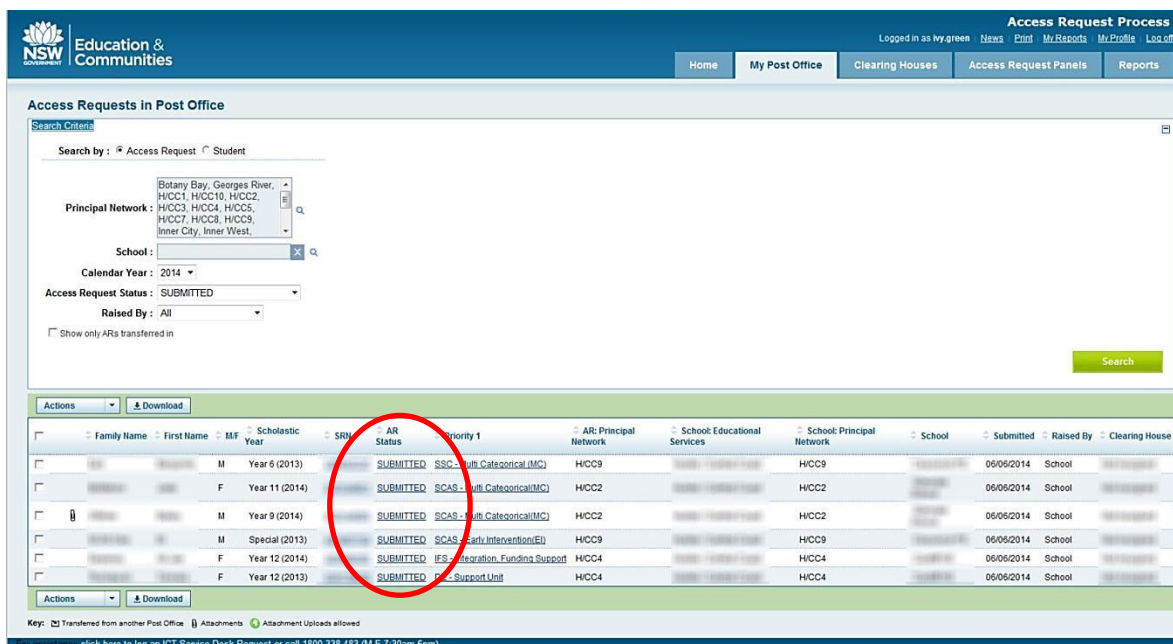 Access Request Process
Logged in as ivy.green News Print My Reports My Profile Log off
NSW GOVERNMENT Education & Communities
Home My Post Office Clearing Houses Access Request Panels Reports
Access Requests in Post Office
Search Criteria
Search by : Access Request Student
Principal Network : Botany Bay, Georges River,
H/CC1, H/CC10, H/CC2,
H/CC3, H/CC4, H/CC5,
H/CC7, H/CC8, H/CC9,
Inner City, Inner West,
School : X
Calendar Year : 2014
Access Request Status : SUBMITTED
Raised By : All
Show only ARs transferred in
Search
Actions Download
Family Name First Name M/F Scholastic Year SRN AR Status Priority 1 AR: Principal Network School: Educational Services School: Principal Network School Submitted Raised By Clearing House
M Year 6 (2013) SUBMITTED SSC - Multi Categorical (MC) H/CC9 H/CC9 06/06/2014 School
F Year 11 (2014) SUBMITTED SCAS - Multi Categorical(MC) H/CC2 H/CC2 06/06/2014 School
M Year 9 (2014) SUBMITTED SCAS - Multi Categorical(MC) H/CC2 H/CC2 06/06/2014 School
M Special (2013) SUBMITTED SCAS - Early Intervention(EI) H/CC9 H/CC9 06/06/2014 School
F Year 12 (2014) SUBMITTED IFS - Integration, Funding Support H/CC4 H/CC4 06/06/2014 School
F Year 12 (2013) SUBMITTED - Support Unit H/CC4 H/CC4 06/06/2014 School
Actions Download
Key: Transferred from another Post Office Attachments Attachment Uploads allowed
click here to log an ICT Service Desk Request or call 1800 338 483 (M-F 7:30am-6pm)